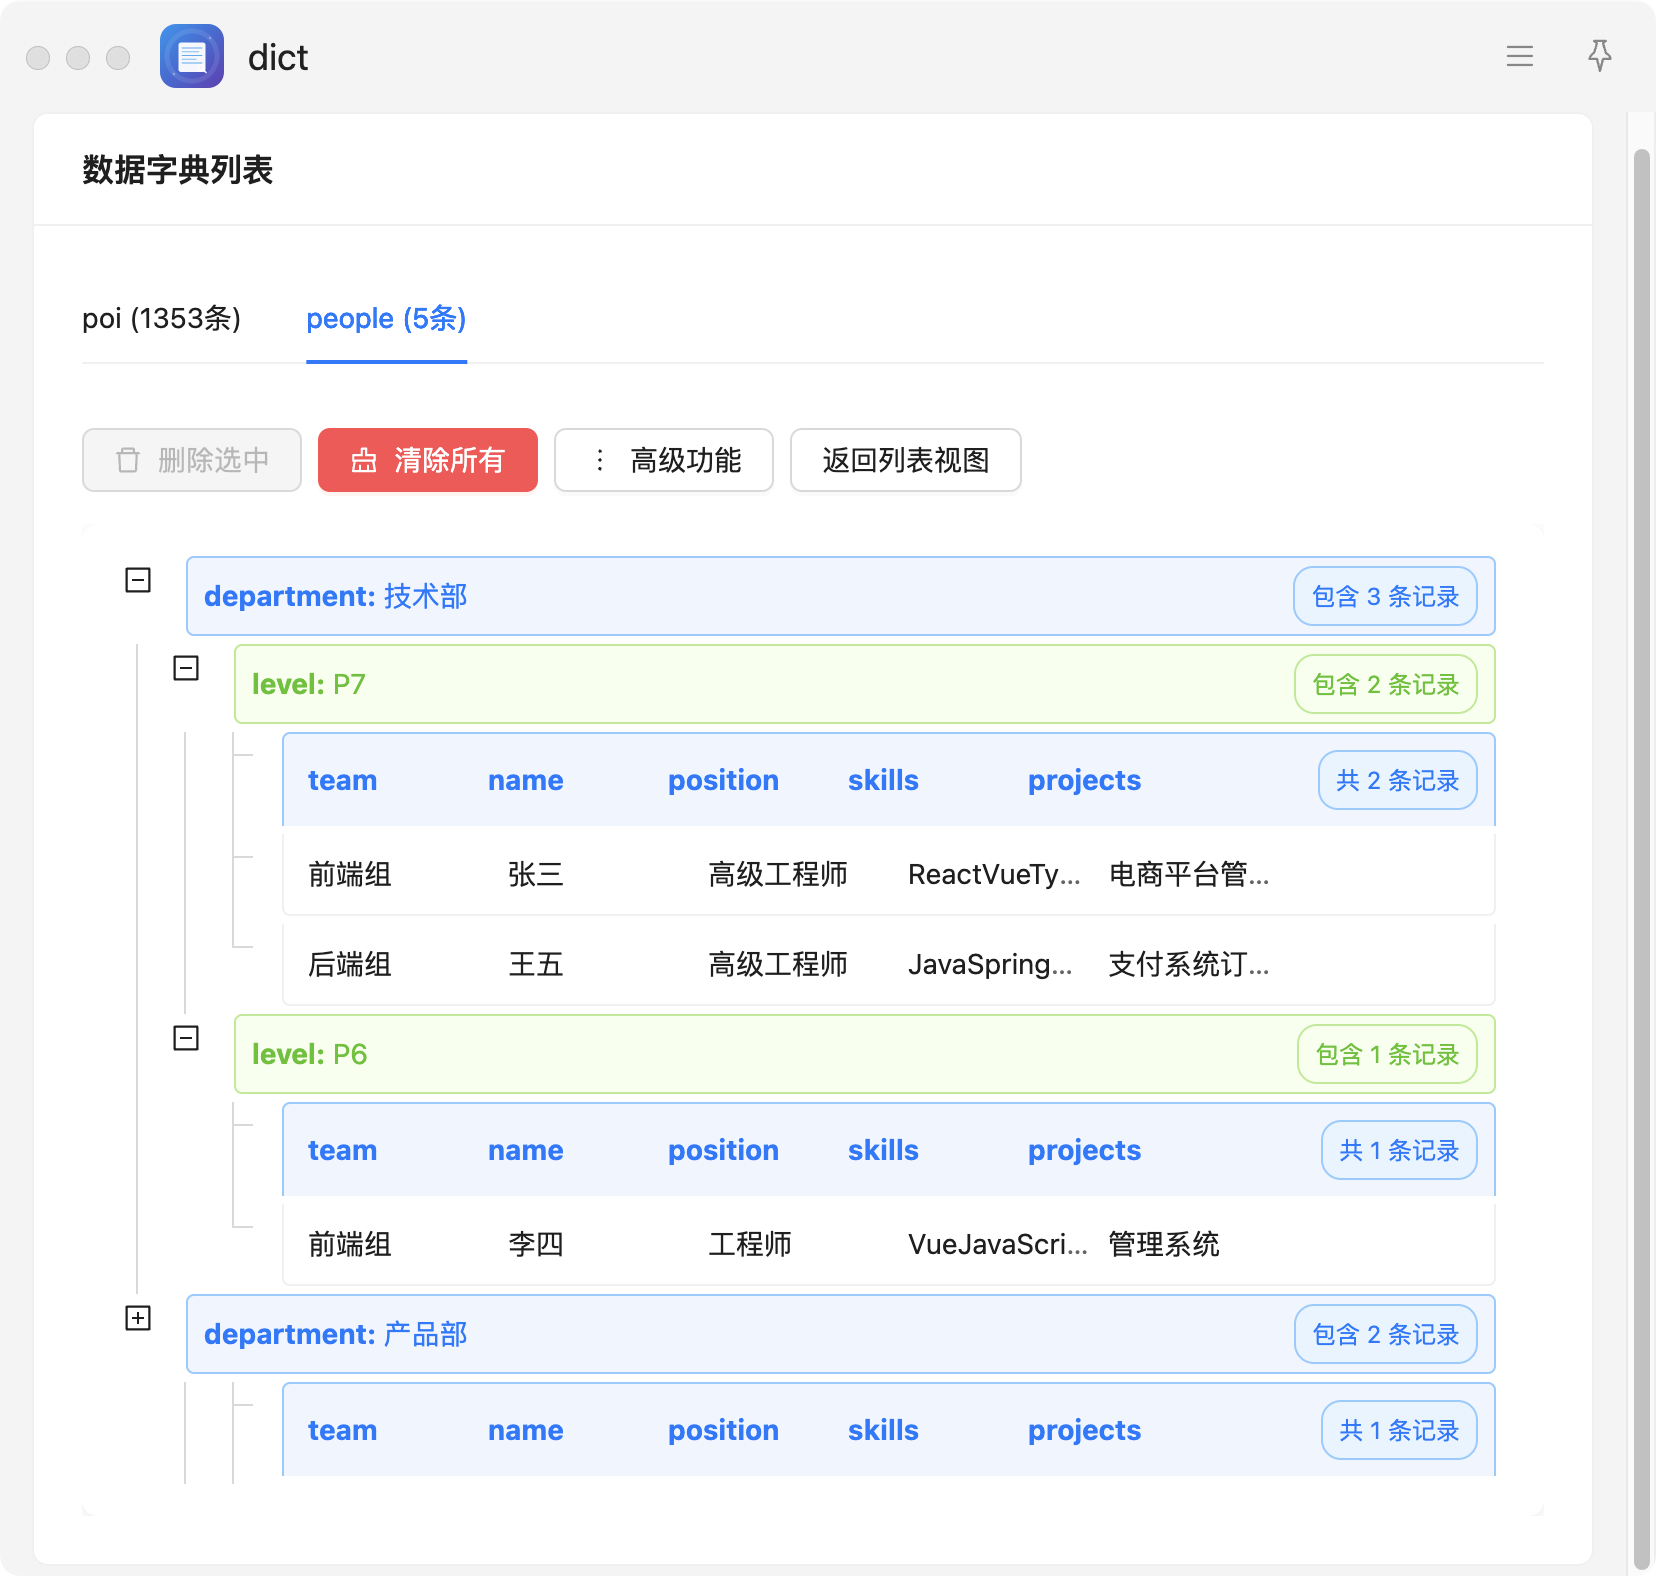 dict
数据字典列表
poi (1353条) people (5条)
删除选中 清除所有 高级功能 返回列表视图
department: 技术部 包含 3 条记录
level: P7 包含 2 条记录
team name position skills projects 共 2 条记录
前端组 张三 高级工程师 ReactVueTy... 电商平台管...
后端组 王五 高级工程师 JavaSpring... 支付系统订...
level: P6 包含 1 条记录
team name position skills projects 共 1 条记录
前端组 李四 工程师 VueJavaScri... 管理系统
department: 产品部 包含 2 条记录
team name position skills projects 共 1 条记录